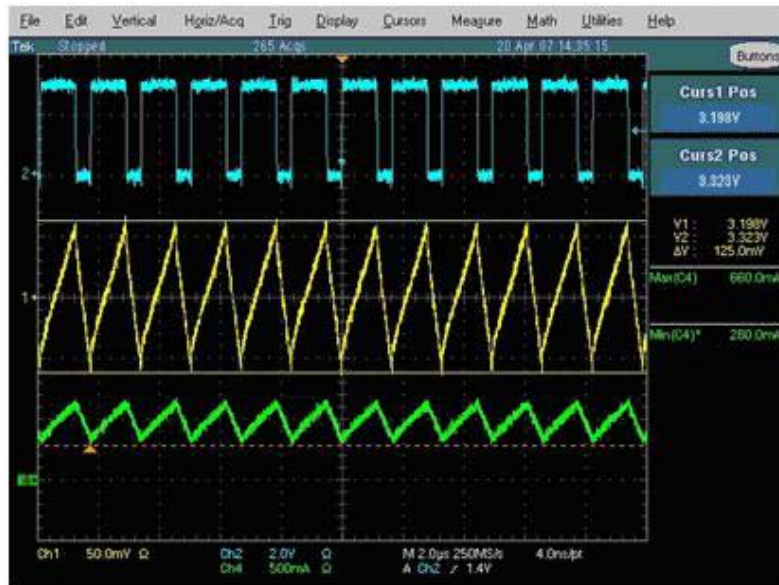 File Edit Vertical Horiz/Acq Trig Display Cursors Measure Math Utilities Help
Tek Stopped 265 Acqs 20 Apr 07 14:35:15
Buttons
Curs1 Pos
3.198V
Curs2 Pos
3.323V
V1: 3.198V
V2: 3.323V
ΔV: 125.0mV
Max(C4) 660.0mA
Min(C4)* 280.0mA
2
1
Ch1 50.0mV Ω Ch2 2.0V Ω M 2.0µs 250MS/s 4.0ns/pt
Ch4 500mA Ω A Ch2 ∕ 1.4V